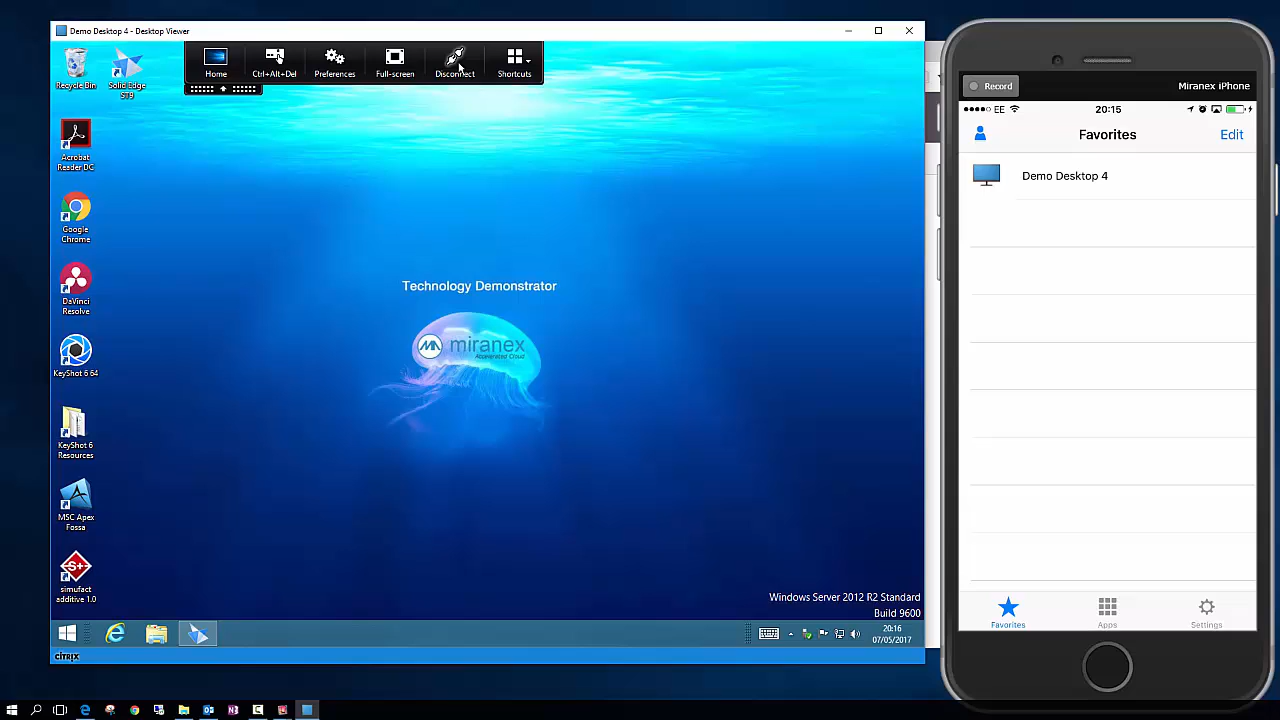 Demo Desktop 4 - Desktop Viewer
Home
Ctrl+Alt+Del
Preferences
Full-screen
Disconnect
Shortcuts
Recycle Bin
Solid Edge
ST9
Acrobat
Reader DC
Google
Chrome
DaVinci
Resolve
KeyShot 6 64
KeyShot 6
Resources
MSC Apex
Fossa
simufact
additive 1.0
Technology Demonstrator
miranex
Accelerated Cloud
Windows Server 2012 R2 Standard
Build 9600
20:16
07/05/2017
citrix
Record
Miranex iPhone
EE
20:15
Favorites
Edit
Demo Desktop 4
Favorites
Apps
Settings